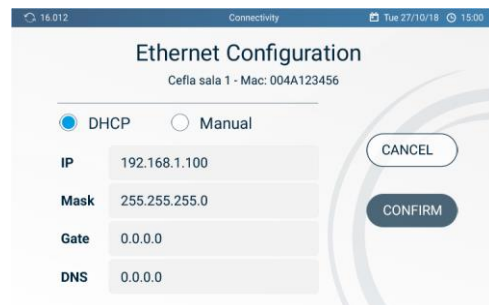 16.012 Connectivity Tue 27/10/18 15:00
Ethernet Configuration
Cefla sala 1 - Mac: 004A123456
DHCP Manual
IP 192.168.1.100
Mask 255.255.255.0
Gate 0.0.0.0
DNS 0.0.0.0
CANCEL
CONFIRM